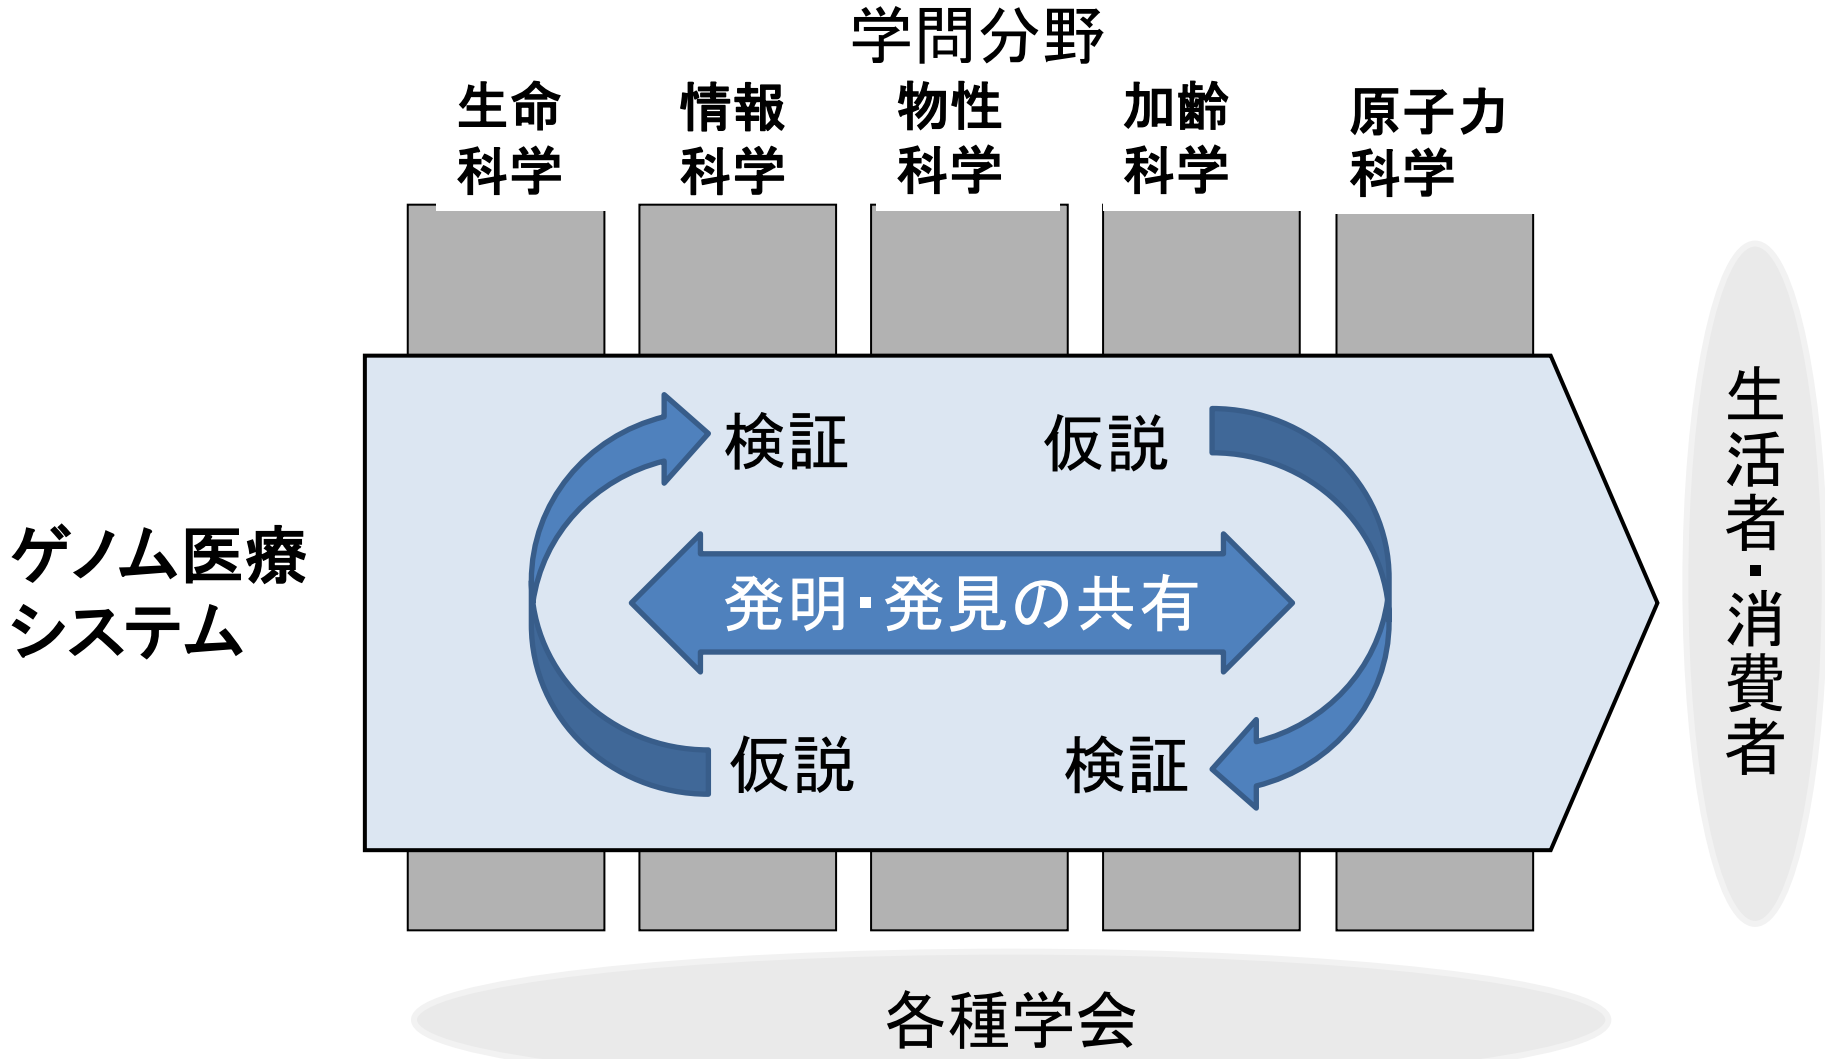 学問分野
生命
科学
情報
科学
物性
科学
加齢
科学
原子力
科学
ゲノム医療
システム
検証
仮説
発明・発見の共有
仮説
検証
生活者・消費者
各種学会